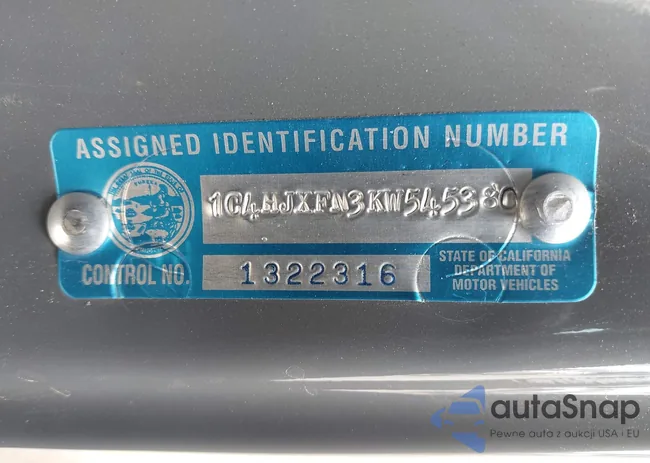 ASSIGNED IDENTIFICATION NUMBER
EUREKA
1C4HJXFN3KW545380
CONTROL NO. 1322316
STATE OF CALIFORNIA
DEPARTMENT OF
MOTOR VEHICLES
autaSnap
Pewne auta z aukcji USA i EU